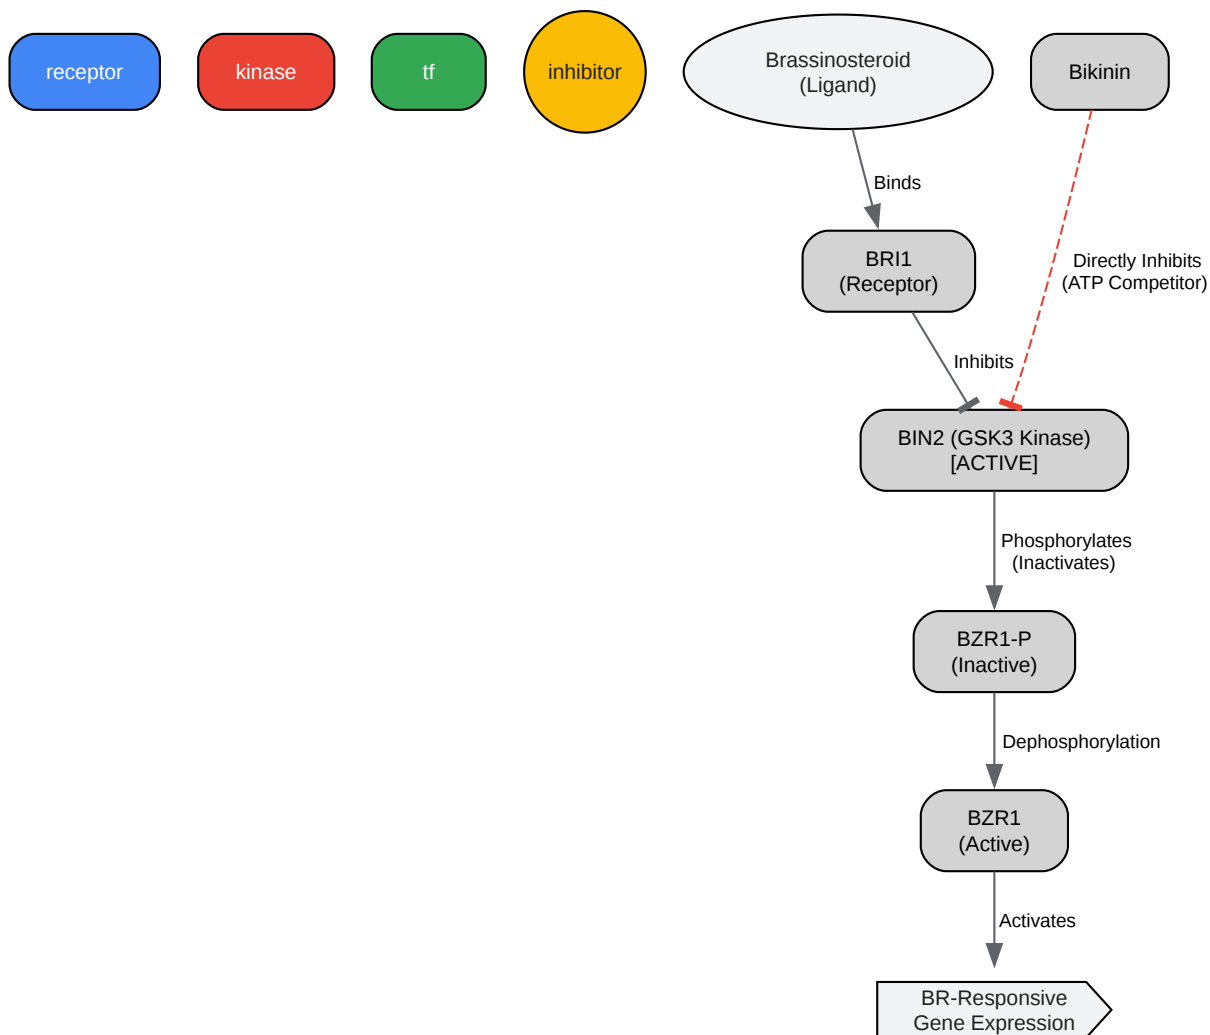 receptor
kinase
tf
inhibitor
Brassinosteroid
(Ligand)
Bikinin
Binds
BRI1
(Receptor)
Directly Inhibits
(ATP Competitor)
Inhibits
BIN2 (GSK3 Kinase)
[ACTIVE]
Phosphorylates
(Inactivates)
BZR1-P
(Inactive)
Dephosphorylation
BZR1
(Active)
Activates
BR-Responsive
Gene Expression